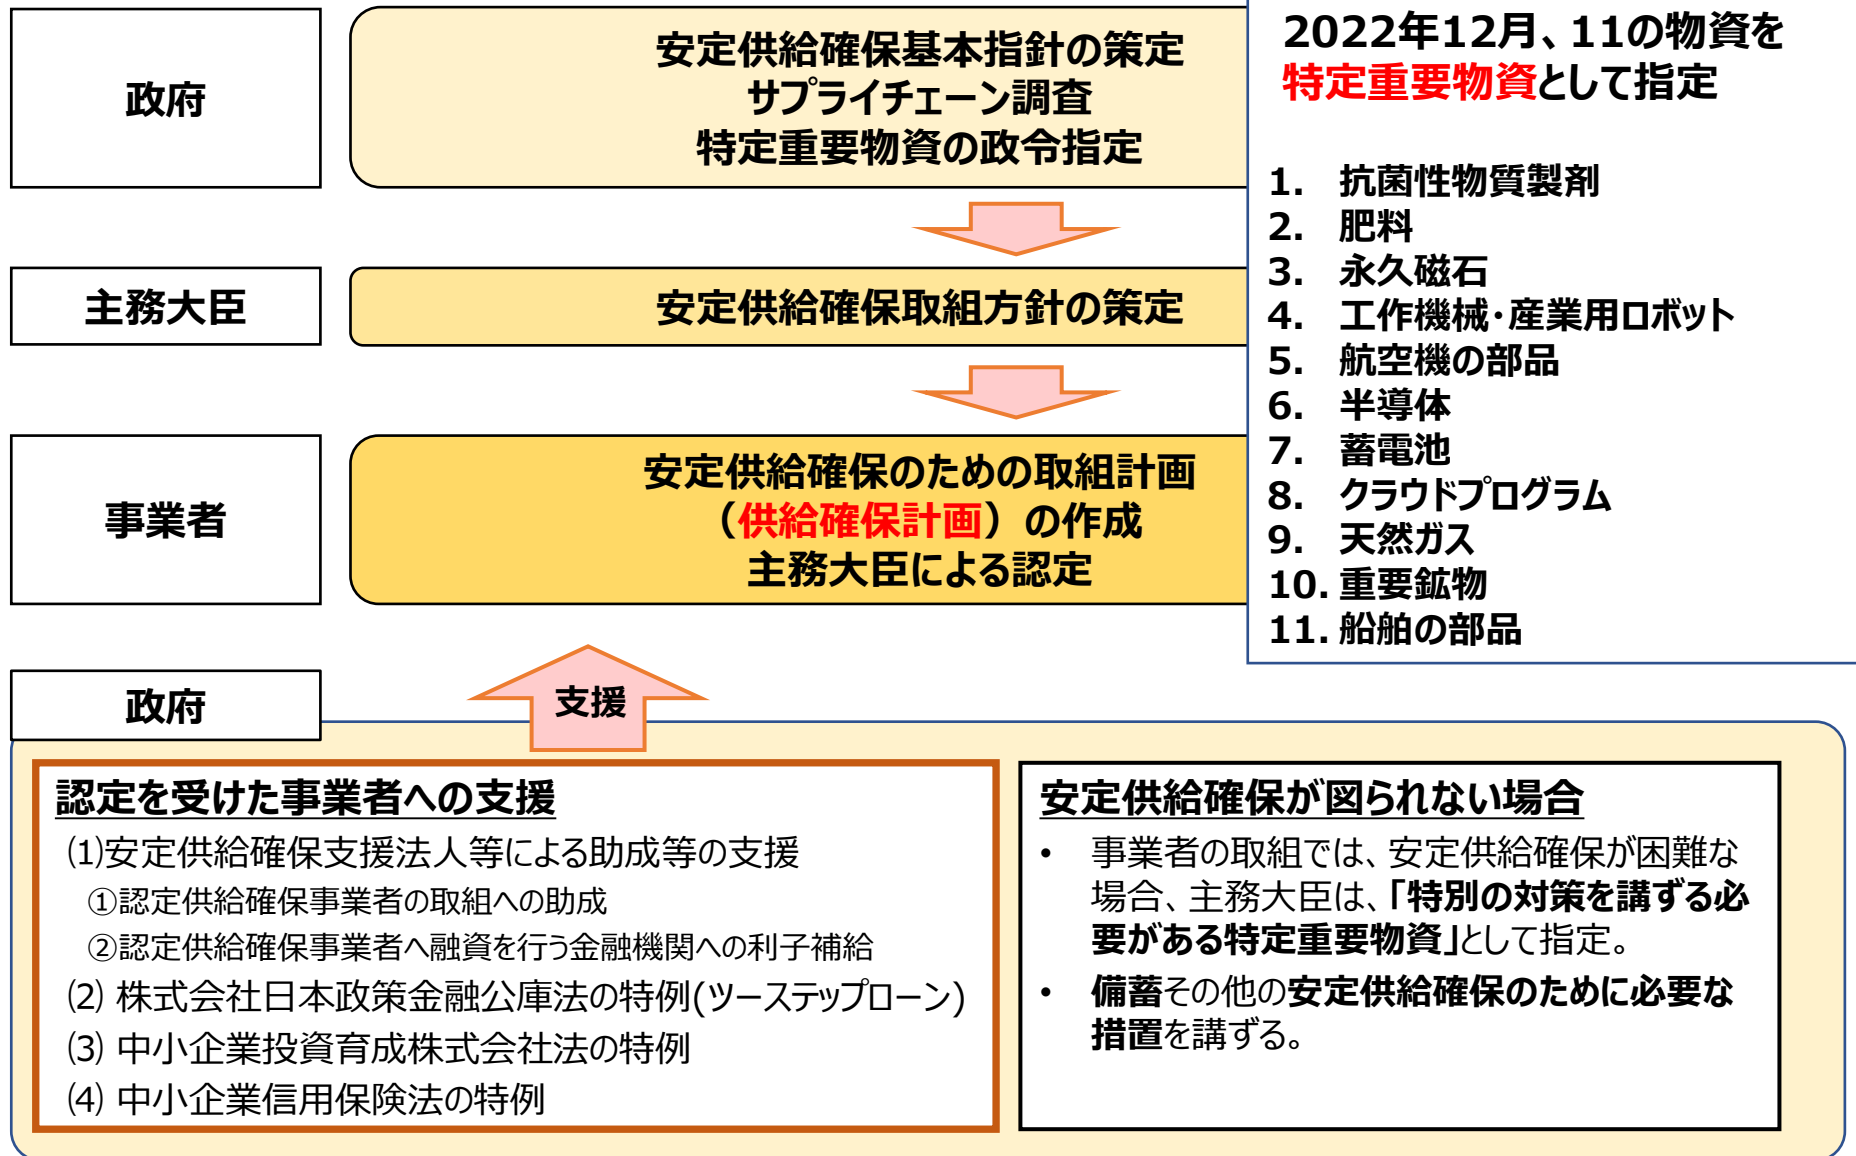 政府
安定供給確保基本指針の策定
サプライチェーン調査
特定重要物資の政令指定
主務大臣
安定供給確保取組方針の策定
事業者
安定供給確保のための取組計画
（供給確保計画）の作成
主務大臣による認定
2022年12月、11の物資を
特定重要物資として指定
1. 抗菌性物質製剤
2. 肥料
3. 永久磁石
4. 工作機械・産業用ロボット
5. 航空機の部品
6. 半導体
7. 蓄電池
8. クラウドプログラム
9. 天然ガス
10. 重要鉱物
11. 船舶の部品
政府
支援
認定を受けた事業者への支援
⑴安定供給確保支援法人等による助成等の支援
①認定供給確保事業者の取組への助成
②認定供給確保事業者へ融資を行う金融機関への利子補給
⑵ 株式会社日本政策金融公庫法の特例(ツーステップローン)
⑶ 中小企業投資育成株式会社法の特例
⑷ 中小企業信用保険法の特例
安定供給確保が図られない場合
• 事業者の取組では、安定供給確保が困難な
場合、主務大臣は、「特別の対策を講ずる必
要がある特定重要物資」として指定。
• 備蓄その他の安定供給確保のために必要な
措置を講ずる。